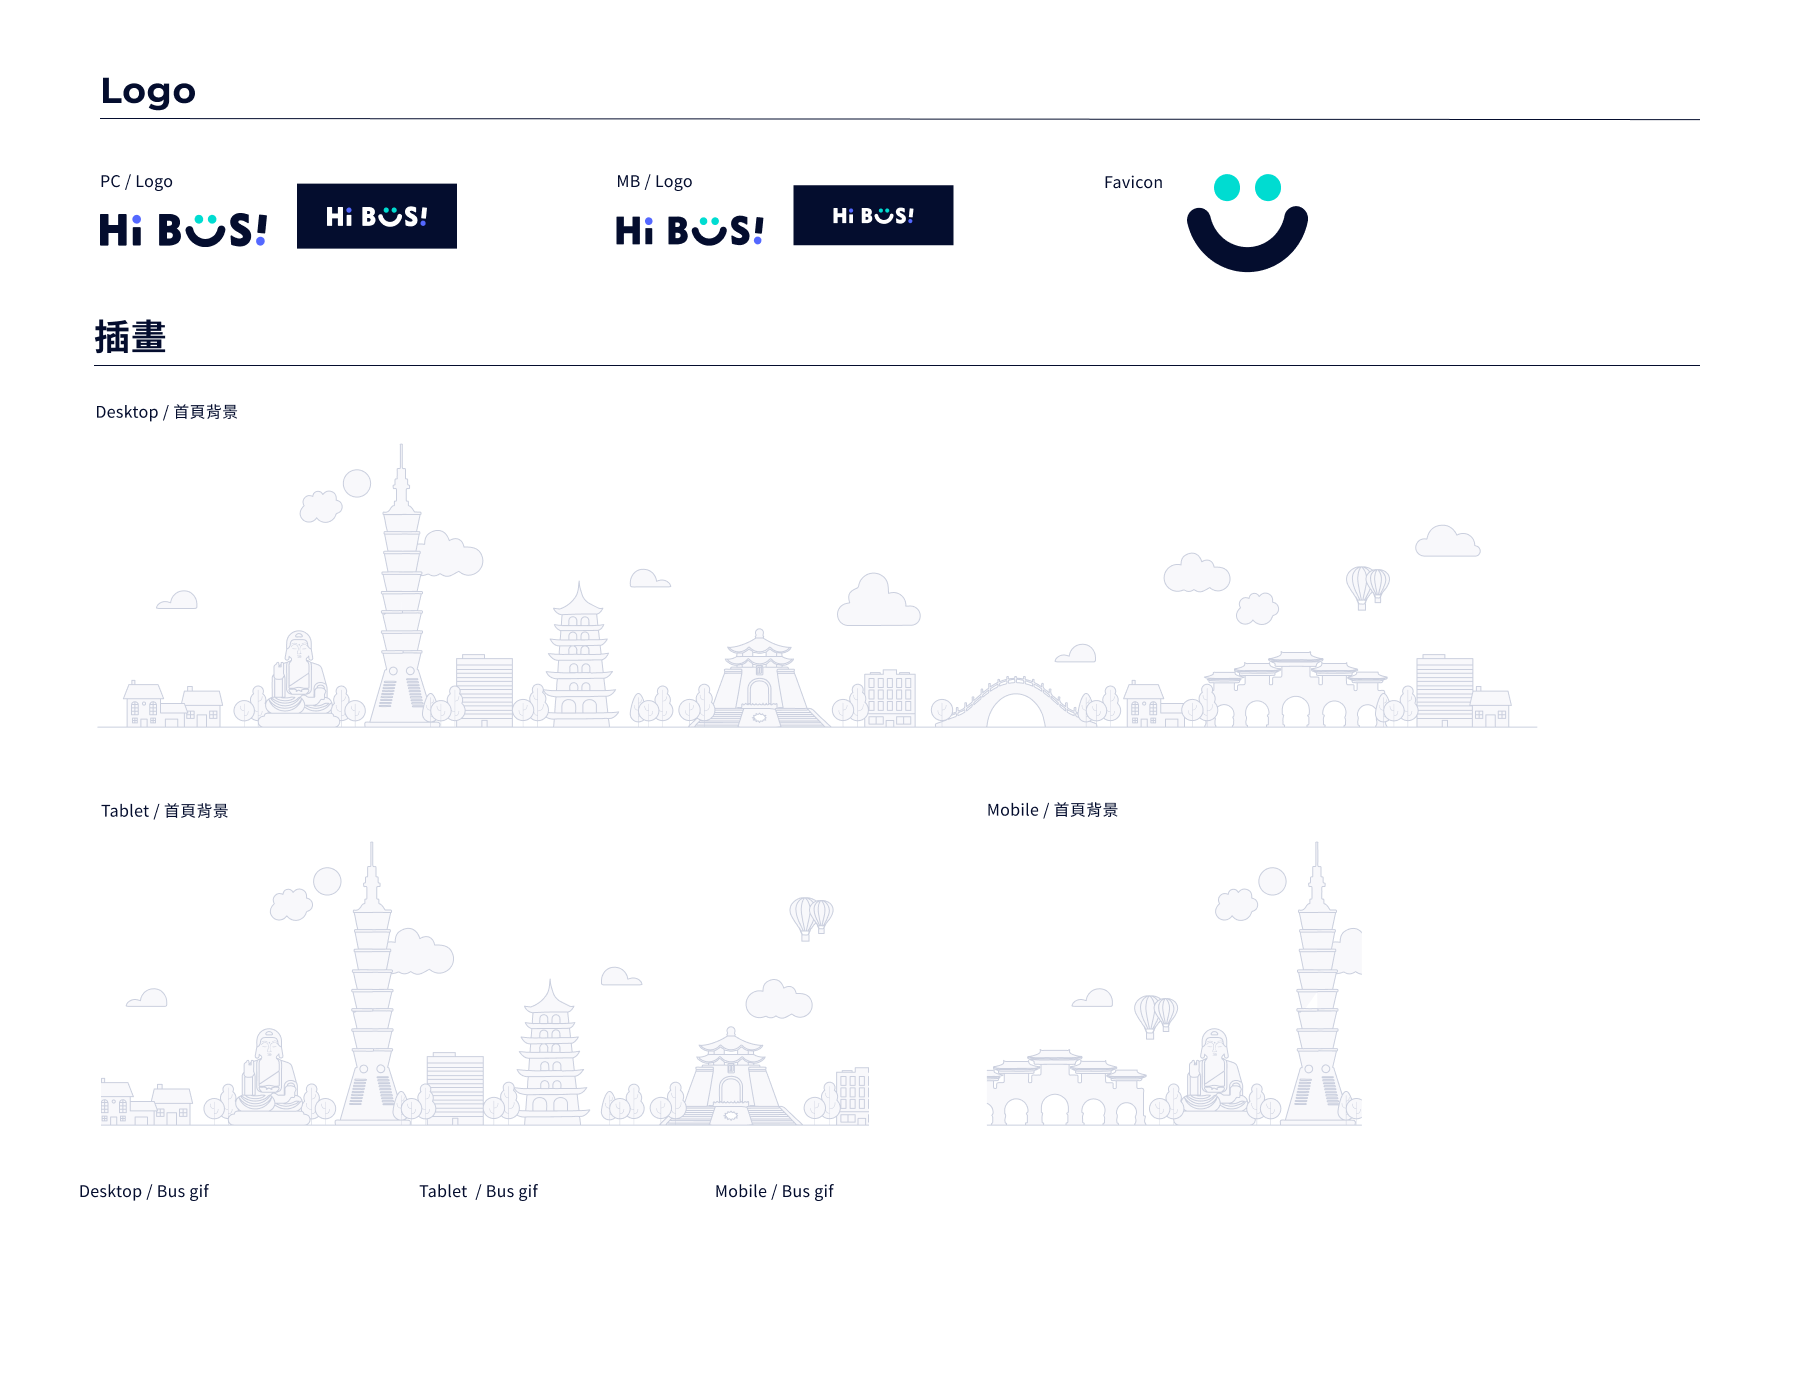 Logo
PC / Logo
Hi BUS!
Hi BUS!
MB / Logo
Hi BUS!
Hi BUS!
Favicon
插畫
Desktop / 首頁背景
Tablet / 首頁背景
Mobile / 首頁背景
Desktop / Bus gif
Tablet / Bus gif
Mobile / Bus gif